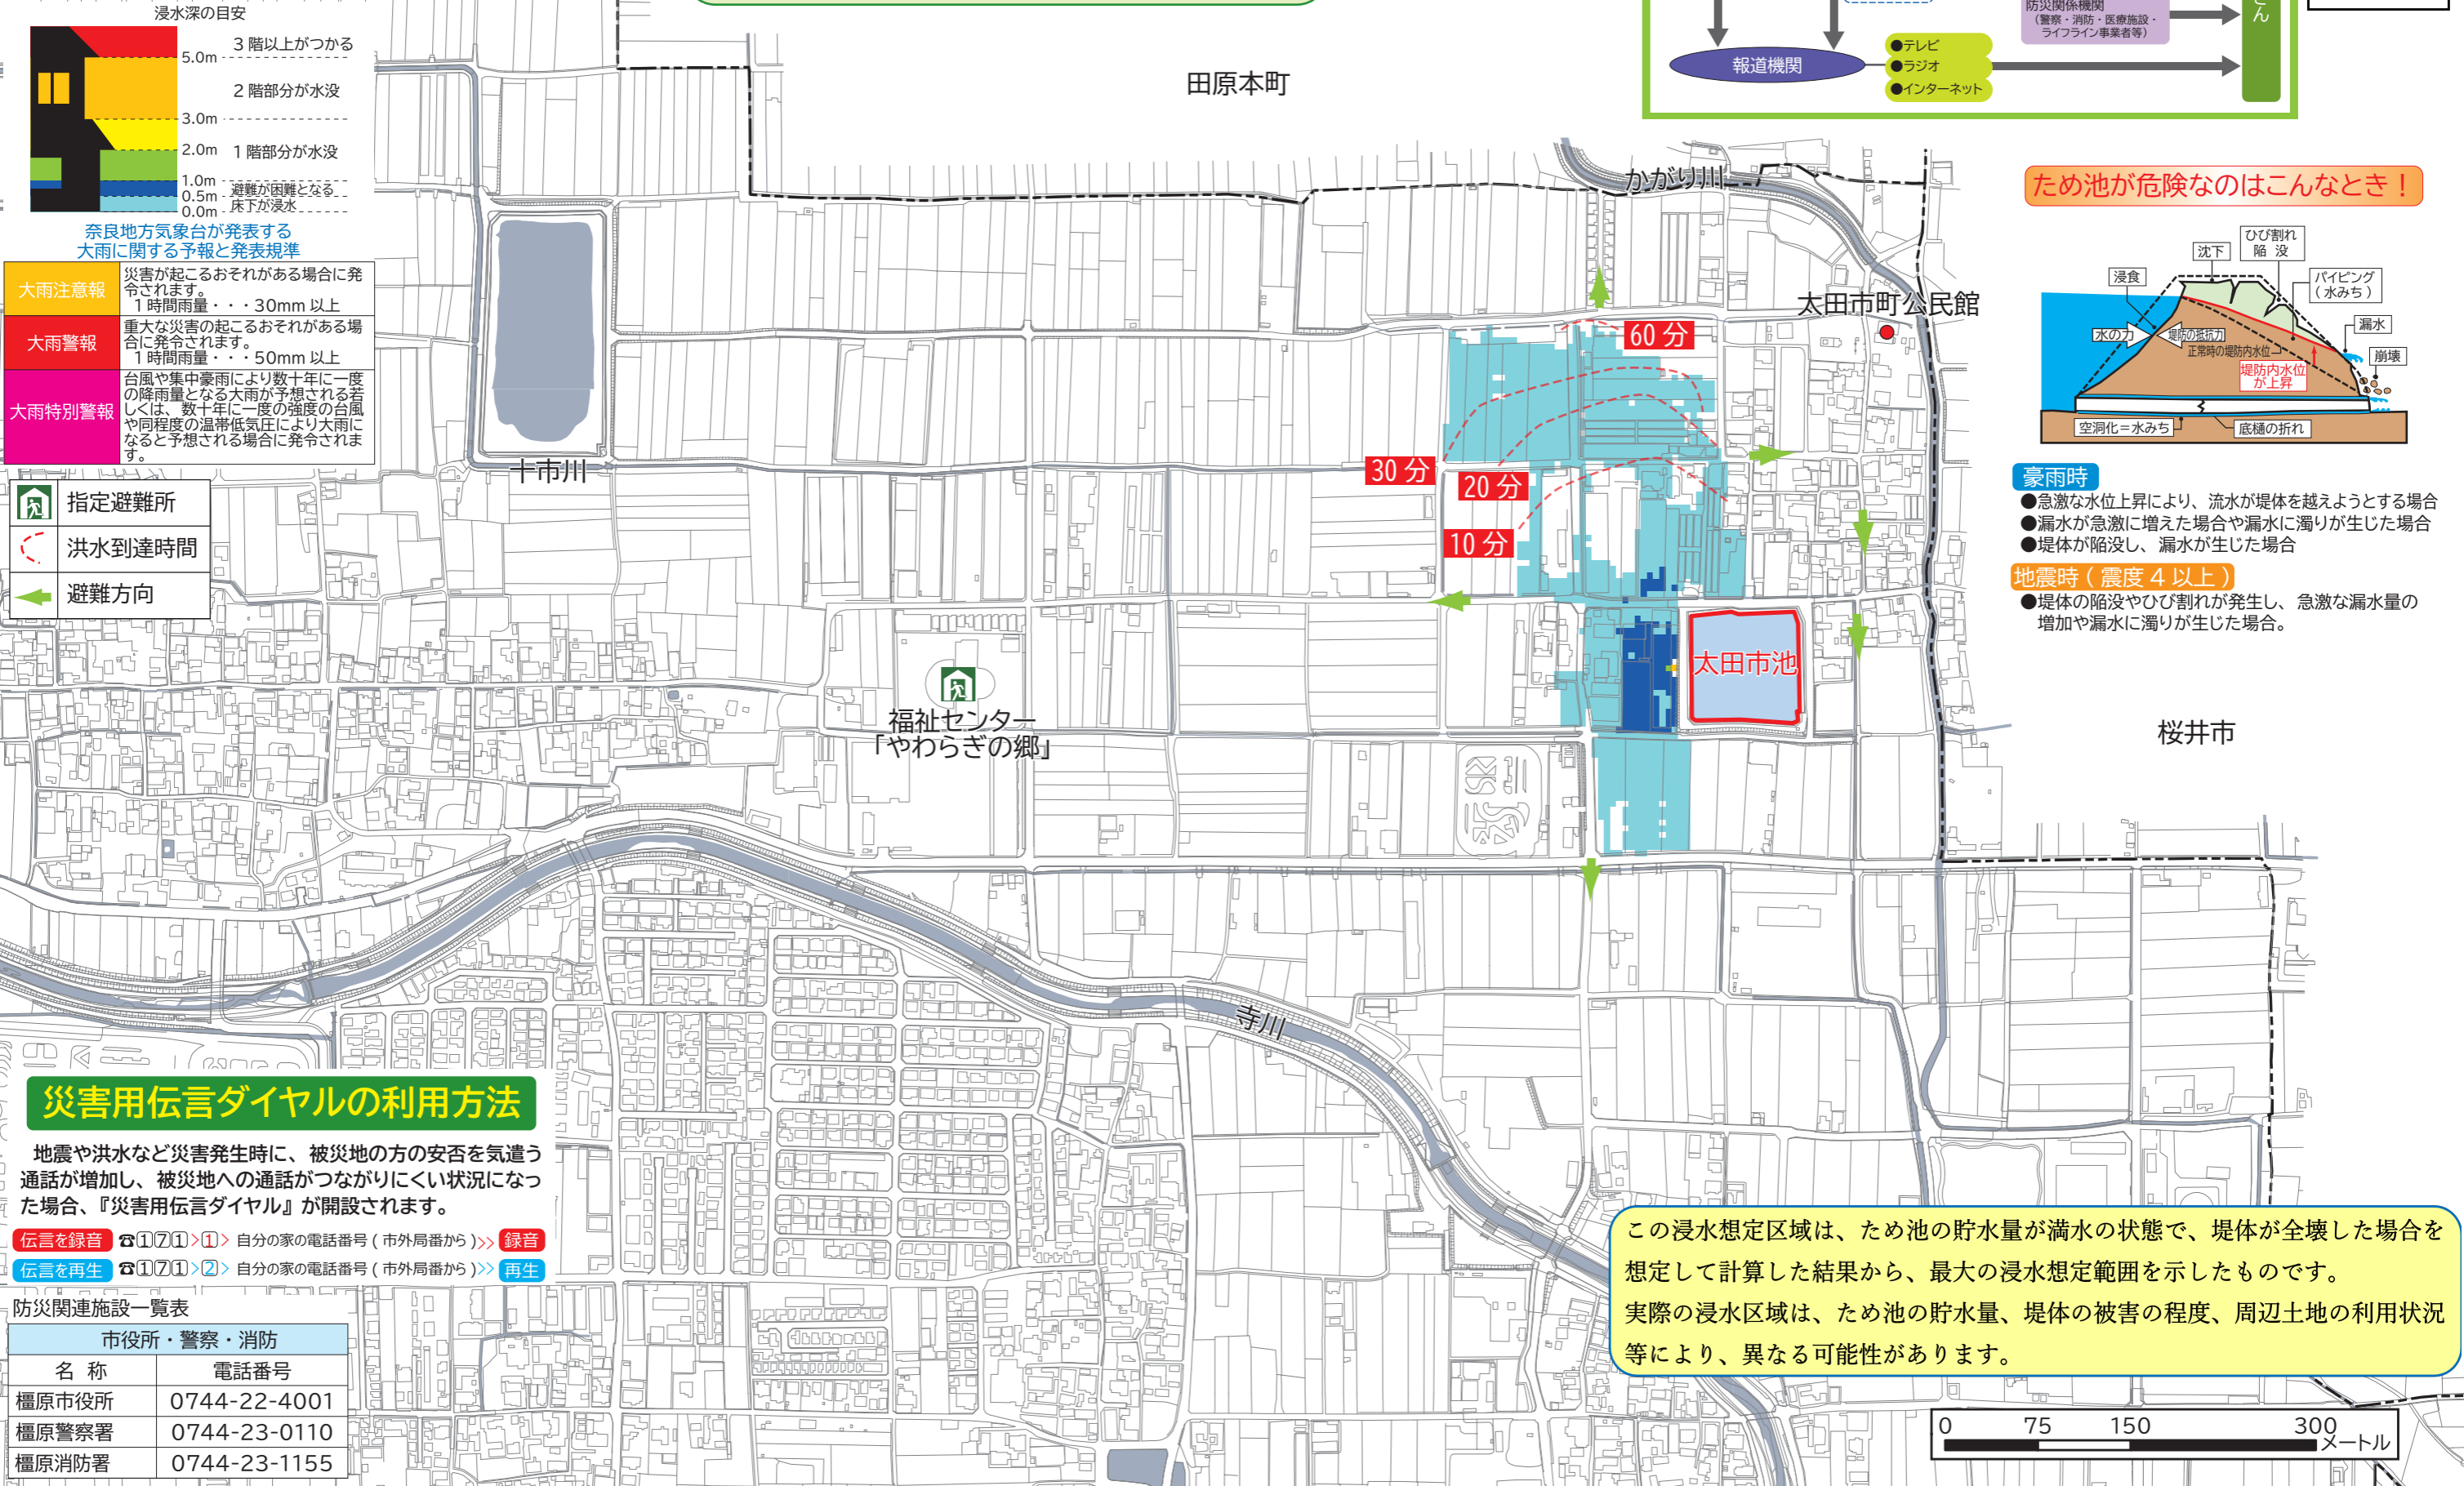 浸水深の目安
3階以上がつかる
5.0m
2階部分が水没
3.0m
2.0m
1階部分が水没
1.0m
避難が困難となる
0.5m
床下が浸水
0.0m
奈良地方気象台が発表する
大雨に関する予報と発表規準
大雨注意報
災害が起こるおそれがある場合に発
令されます。
1時間雨量・・・30mm以上
大雨警報
重大な災害の起こるおそれがある場
合に発令されます。
1時間雨量・・・50mm以上
大雨特別警報
台風や集中豪雨により数十年に一度
の降雨量となる大雨が予想される若
しくは、数十年に一度の強度の台風
や同程度の温帯低気圧により大雨に
なると予想される場合に発令されま
す。
指定避難所
洪水到達時間
避難方向
田原本町
防災関係機関
（警察・消防・医療施設・
ライフライン事業者等）
報道機関
●テレビ
●ラジオ
●インターネット
ん
かがり川
太田市町公民館
十市川
60分
30分
20分
10分
太田市池
福祉センター
「やわらぎの郷」
桜井市
寺川
ため池が危険なのはこんなとき！
沈下
ひび割れ
陥 没
浸食
パイピング
（水みち）
水の力
堤防の抵抗力
正常時の堤防内水位
漏水
崩壊
堤防内水位
が上昇
空洞化＝水みち
底樋の折れ
豪雨時
●急激な水位上昇により、流水が堤体を越えようとする場合
●漏水が急激に増えた場合や漏水に濁りが生じた場合
●堤体が陥没し、漏水が生じた場合
地震時（震度4以上）
●堤体の陥没やひび割れが発生し、急激な漏水量の
増加や漏水に濁りが生じた場合。
災害用伝言ダイヤルの利用方法
地震や洪水など災害発生時に、被災地の方の安否を気遣う
通話が増加し、被災地への通話がつながりにくい状況になっ
た場合、『災害用伝言ダイヤル』が開設されます。
伝言を録音 ☎171>1> 自分の家の電話番号(市外局番から)>> 録音
伝言を再生 ☎171>2> 自分の家の電話番号(市外局番から)>> 再生
防災関連施設一覧表
市役所・警察・消防
名 称 電話番号
橿原市役所 0744-22-4001
橿原警察署 0744-23-0110
橿原消防署 0744-23-1155
この浸水想定区域は、ため池の貯水量が満水の状態で、堤体が全壊した場合を
想定して計算した結果から、最大の浸水想定範囲を示したものです。
実際の浸水区域は、ため池の貯水量、堤体の被害の程度、周辺土地の利用状況
等により、異なる可能性があります。
0 75 150 300
メートル